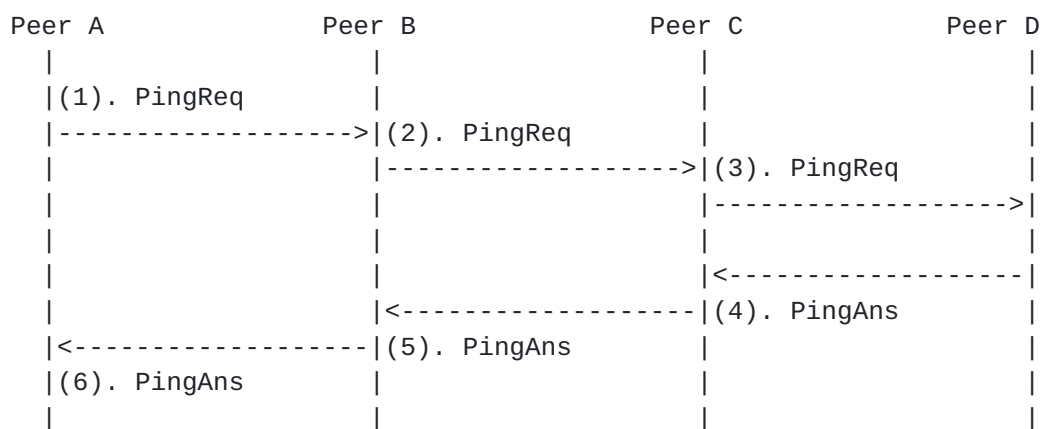 Peer A Peer B Peer C Peer D
(1). PingReq
(2). PingReq
(3). PingReq
(4). PingAns
(5). PingAns
(6). PingAns